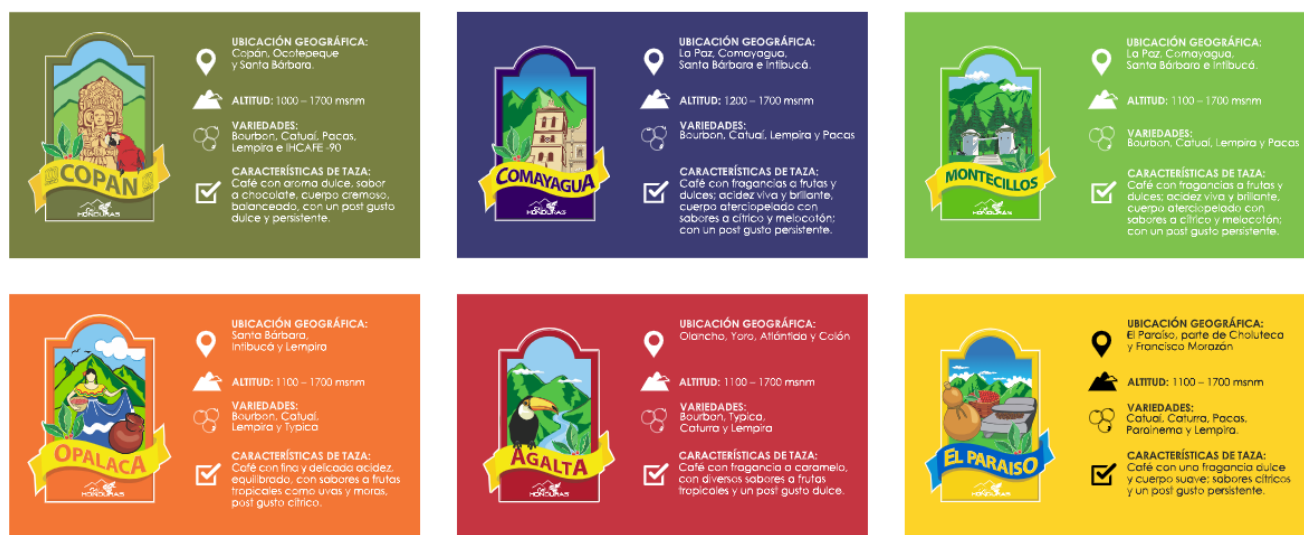 COPAN
HONDURAS
UBICACIÓN GEOGRÁFICA:
Copán, Ocotepeque
y Santa Bárbara.
ALTITUD: 1000 – 1700 msnm
VARIEDADES:
Bourbon, Catuaí, Pacas,
Lempira e IHCAFE -90
CARACTERÍSTICAS DE TAZA:
Café con aroma dulce, sabor
a chocolate, cuerpo cremoso,
balanceado, con un post gusto
dulce y persistente.
COMAYAGUA
HONDURAS
UBICACIÓN GEOGRÁFICA:
La Paz, Comayagua,
Santa Bárbara e Intibucá.
ALTITUD: 1200 – 1700 msnm
VARIEDADES:
Bourbon, Catuaí, Lempira y Pacas
CARACTERÍSTICAS DE TAZA:
Café con fragancias a frutas y
dulces; acidez viva y brillante,
cuerpo aterciopelado con
sabores a cítrico y melocotón;
con un post gusto persistente.
MONTECILLOS
HONDURAS
UBICACIÓN GEOGRÁFICA:
La Paz, Comayagua,
Santa Bárbara e Intibucá.
ALTITUD: 1100 – 1700 msnm
VARIEDADES:
Bourbon, Catuaí, Lempira y Pacas
CARACTERÍSTICAS DE TAZA:
Café con fragancias a frutas y
dulces; acidez viva y brillante,
cuerpo aterciopelado con
sabores a cítrico y melocotón;
con un post gusto persistente.
OPALACA
HONDURAS
UBICACIÓN GEOGRÁFICA:
Santa Bárbara,
Intibucá y Lempira
ALTITUD: 1100 – 1700 msnm
VARIEDADES:
Bourbon, Catuaí,
Lempira y Typica
CARACTERÍSTICAS DE TAZA:
Café con fina y delicada acidez,
equilibrado, con sabores a frutas
tropicales como uvas y moras,
post gusto cítrico.
AGALTA
HONDURAS
UBICACIÓN GEOGRÁFICA:
Olancho, Yoro, Atlántida y Colón
ALTITUD: 1100 – 1700 msnm
VARIEDADES:
Bourbon, Typica,
Caturra y Lempira
CARACTERÍSTICAS DE TAZA:
Café con fragancia a caramelo,
con diversos sabores a frutas
tropicales y un post gusto dulce.
EL PARAISO
HONDURAS
UBICACIÓN GEOGRÁFICA:
El Paraíso, parte de Choluteca
y Francisco Morazán
ALTITUD: 1100 – 1700 msnm
VARIEDADES:
Catuaí, Caturra, Pacas,
Parainema y Lempira.
CARACTERÍSTICAS DE TAZA:
Café con una fragancia dulce
y cuerpo suave; sabores cítricos
y un post gusto persistente.